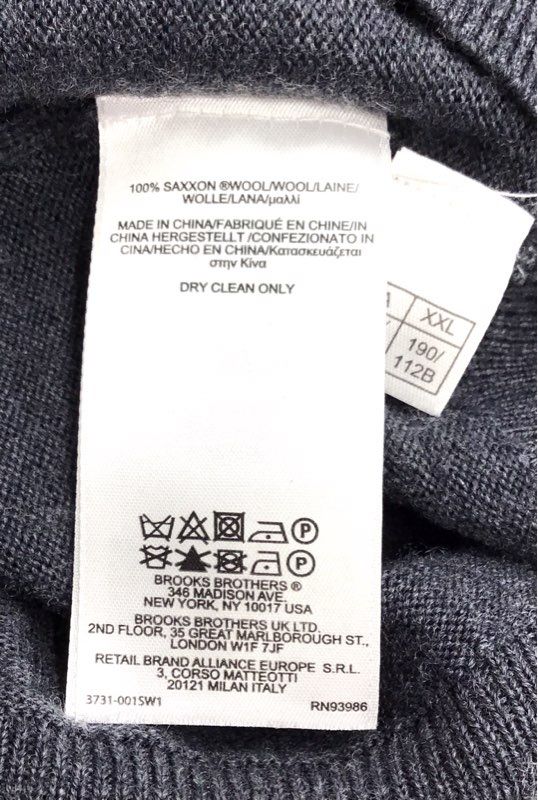 100% SAXXON ®WOOL/WOOL/LAINE/
WOLLE/LANA/μαλλί
MADE IN CHINA/FABRIQUÉ EN CHINE/IN
CHINA HERGESTELLT /CONFEZIONATO IN
CINA/HECHO EN CHINA/Κατασκευάζεται
στην Κίνα
DRY CLEAN ONLY
XXL
190/
112B
P
P
BROOKS BROTHERS ®
346 MADISON AVE.
NEW YORK, NY 10017 USA
BROOKS BROTHERS UK LTD.
2ND FLOOR, 35 GREAT MARLBOROUGH ST.,
LONDON W1F 7JF
RETAIL BRAND ALLIANCE EUROPE S.R.L.
3, CORSO MATTEOTTI
20121 MILAN ITALY
3731-001SW1 RN93986